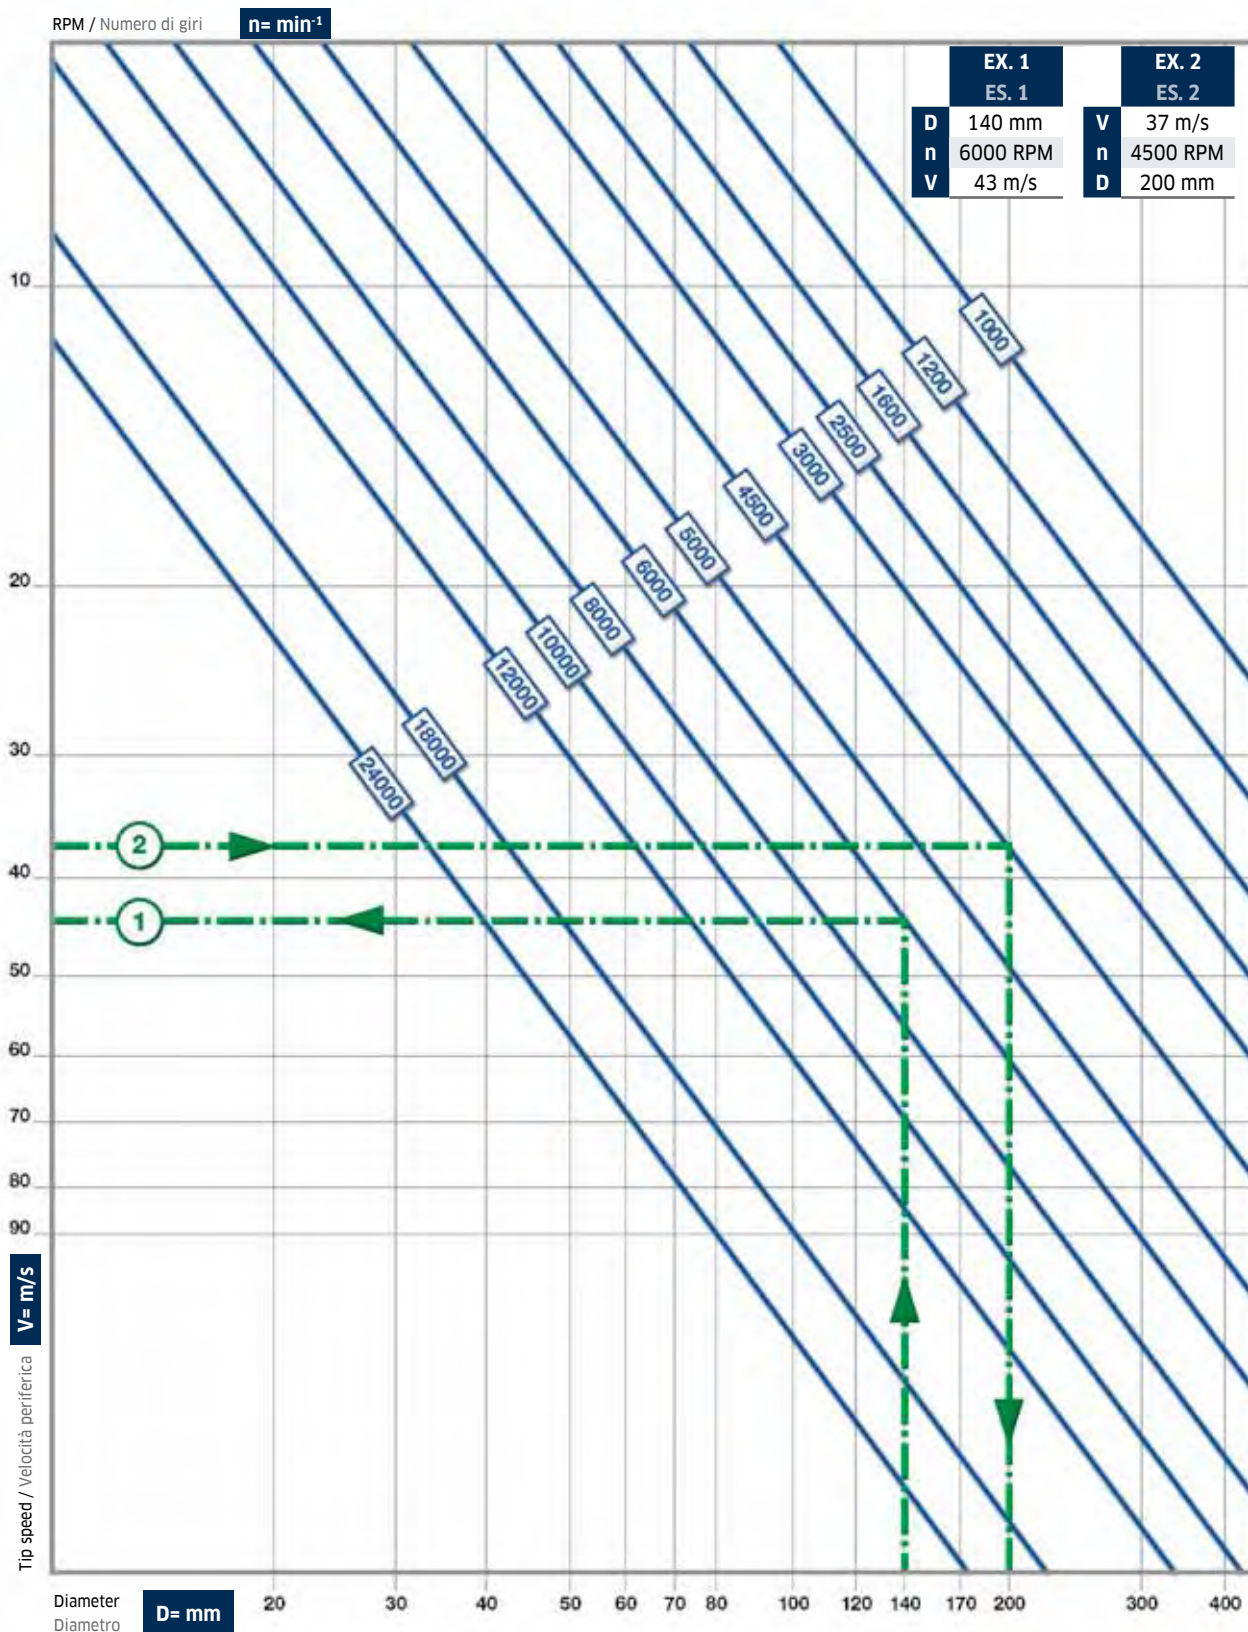 RPM / Numero di giri n= min⁻¹
EX. 1
ES. 1
D 140 mm
n 6000 RPM
V 43 m/s
EX. 2
ES. 2
V 37 m/s
n 4500 RPM
D 200 mm
10
20
30
40
50
60
70
80
90
1000
1200
1600
2500
3000
4500
5000
6000
8000
10000
12000
18000
24000
2
1
Tip speed / Velocità periferica V= m/s
Diameter
Diametro
D= mm
20 30 40 50 60 70 80 100 120 140 170 200 300 400